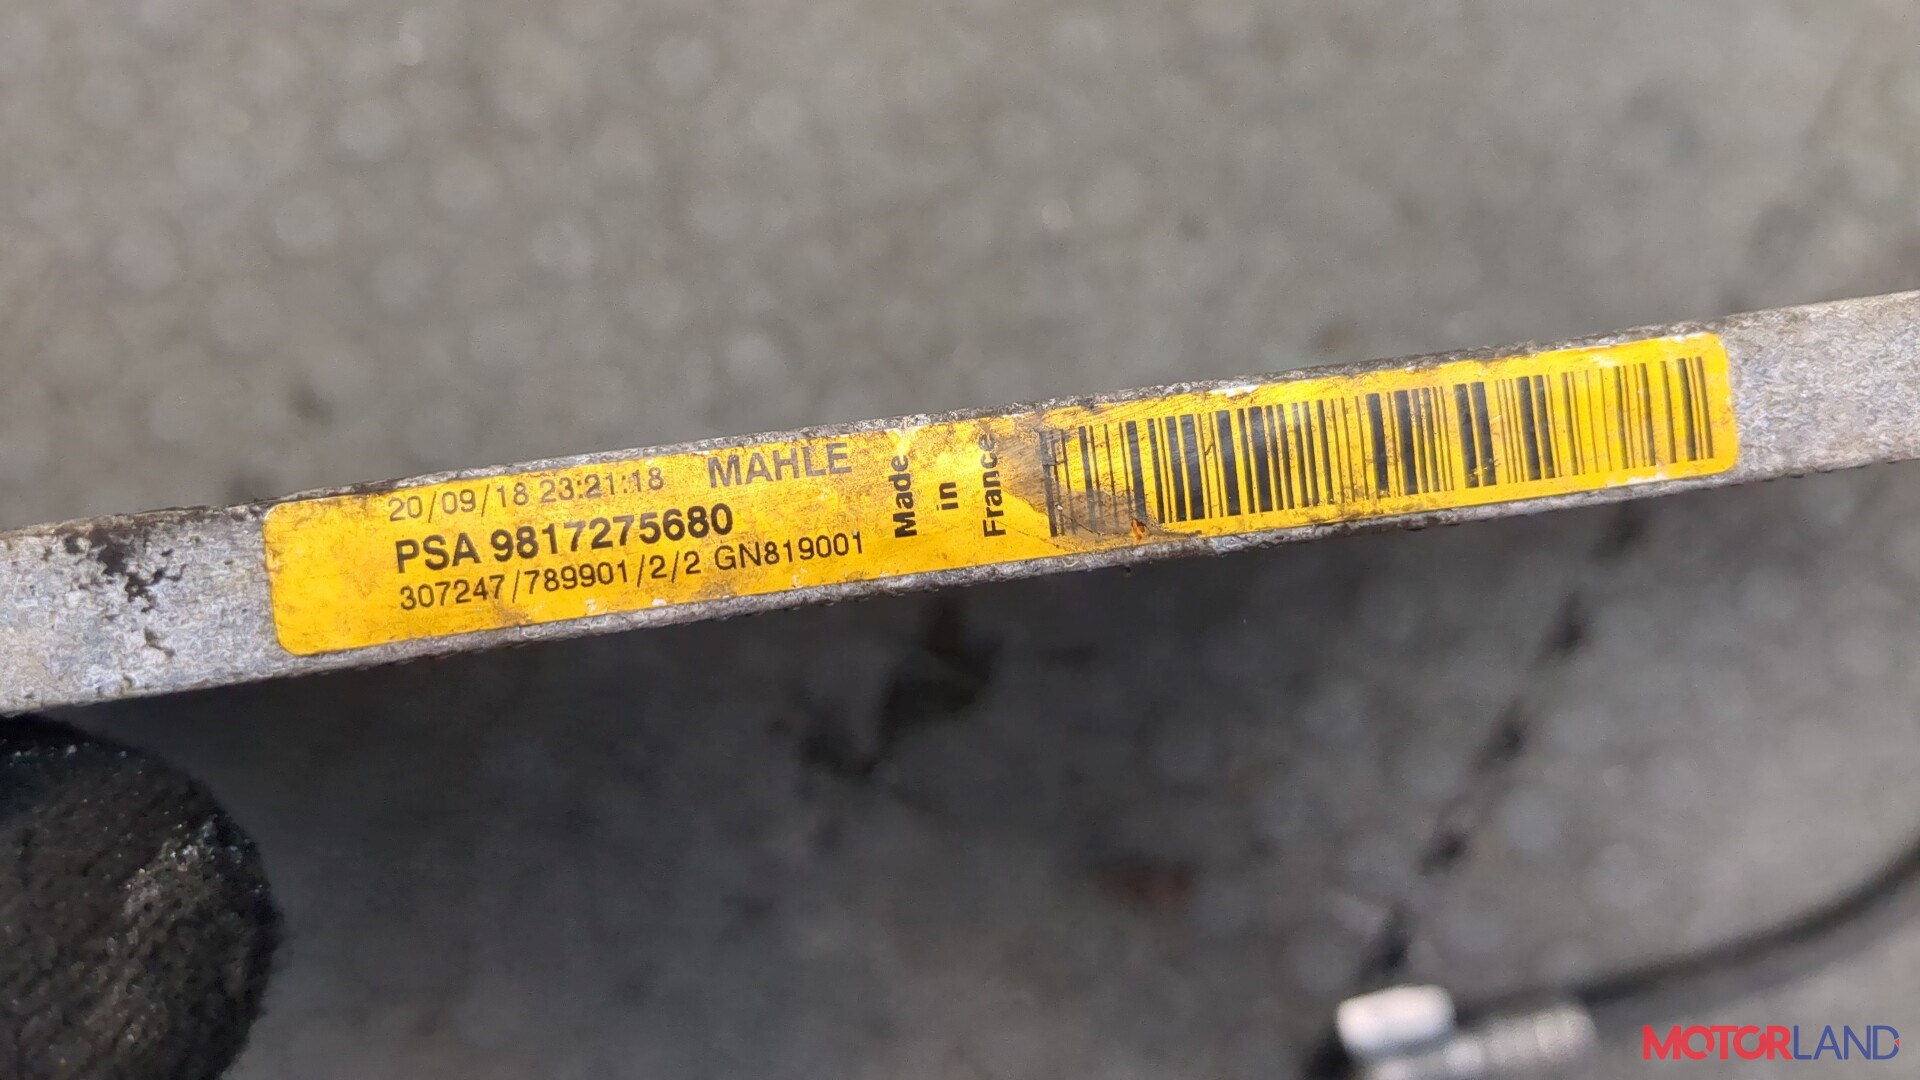 20/09/18 23:21:18 MAHLE
PSA 9817275680
307247/789901/2/2 GN819001
Made
in
France
MOTORLAND